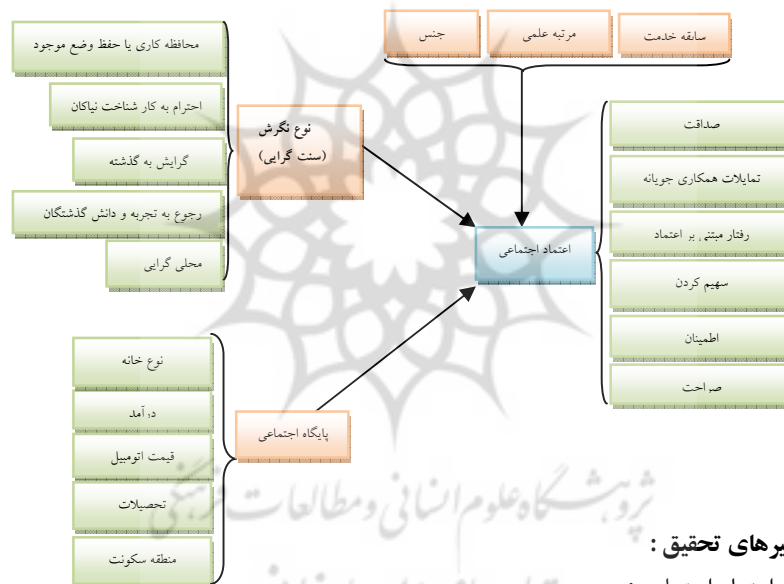 سابقه خدمت
مرتبه علمی
جنس
صداقت
تمایلات همکاری جویانه
رفتار مبتنی بر اعتماد
سهیم کردن
اطمینان
صراحت
اعتماد اجتماعی
نوع نگرش
(سنت گرایی)
محافظه کاری یا حفظ وضع موجود
احترام به کار شناخت نیاکان
گرایش به گذشته
رجوع به تجربه و دانش گذشتگان
محلی گرایی
پایگاه اجتماعی
نوع خانه
درآمد
قیمت اتومبیل
تحصیلات
منطقه سکونت
پژوهشگاه علوم انسانی و مطالعات فرهنگی
یرهای تحقیق :